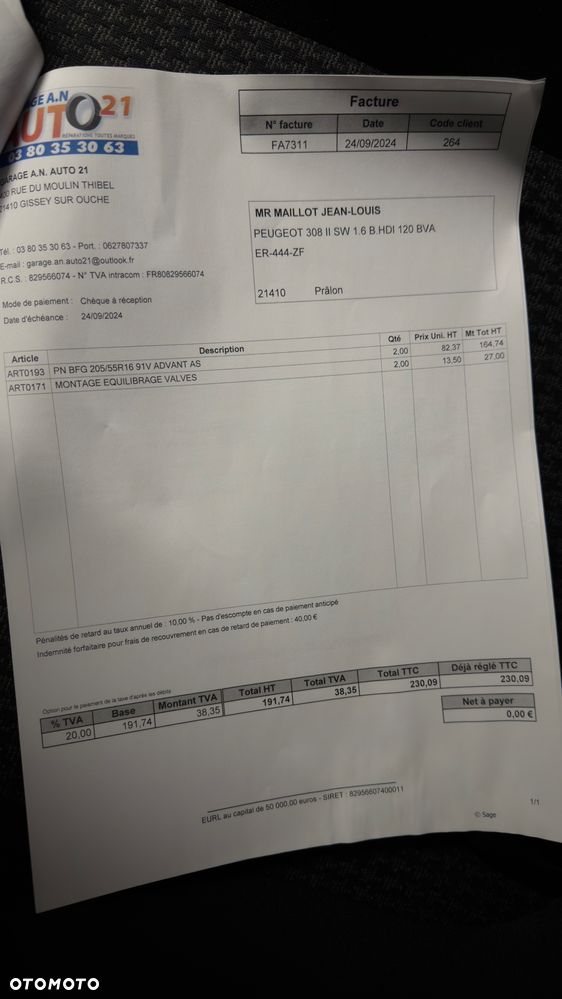 GE A.N
AUTO 21
RÉPARATIONS TOUTES MARQUES
03 80 35 30 63
GARAGE A.N. AUTO 21
RUE DU MOULIN THIBEL
21410 GISSEY SUR OUCHE
Tél. : 03 80 35 30 63 - Port. : 0627807337
E-mail : garage.an.auto21@outlook.fr
R.C.S. : 829566074 - N° TVA intracom : FR80829566074
Mode de paiement : Chèque à réception
Date d'échéance : 24/09/2024
Facture
N° facture Date Code client
FA7311 24/09/2024 264
MR MAILLOT JEAN-LOUIS
PEUGEOT 308 II SW 1.6 B.HDI 120 BVA
ER-444-ZF
21410 Prâlon
Article Description Qté Prix Uni. HT Mt Tot HT
ART0193 PN BFG 205/55R16 91V ADVANT AS 2,00 82,37 164,74
ART0171 MONTAGE EQUILIBRAGE VALVES 2,00 13,50 27,00
Pénalités de retard au taux annuel de : 10,00 % - Pas d'escompte en cas de paiement anticipé
Indemnité forfaitaire pour frais de recouvrement en cas de retard de paiement : 40,00 €
Option pour le paiement de la taxe d'après les débits
% TVA Base Montant TVA Total HT Total TVA Total TTC Déjà réglé TTC
20,00 191,74 38,35 191,74 38,35 230,09 230,09
Net à payer
0,00 €
EURL au capital de 50 000,00 euros - SIRET : 82956607400011
1/1
© Sage
OTOMOTO